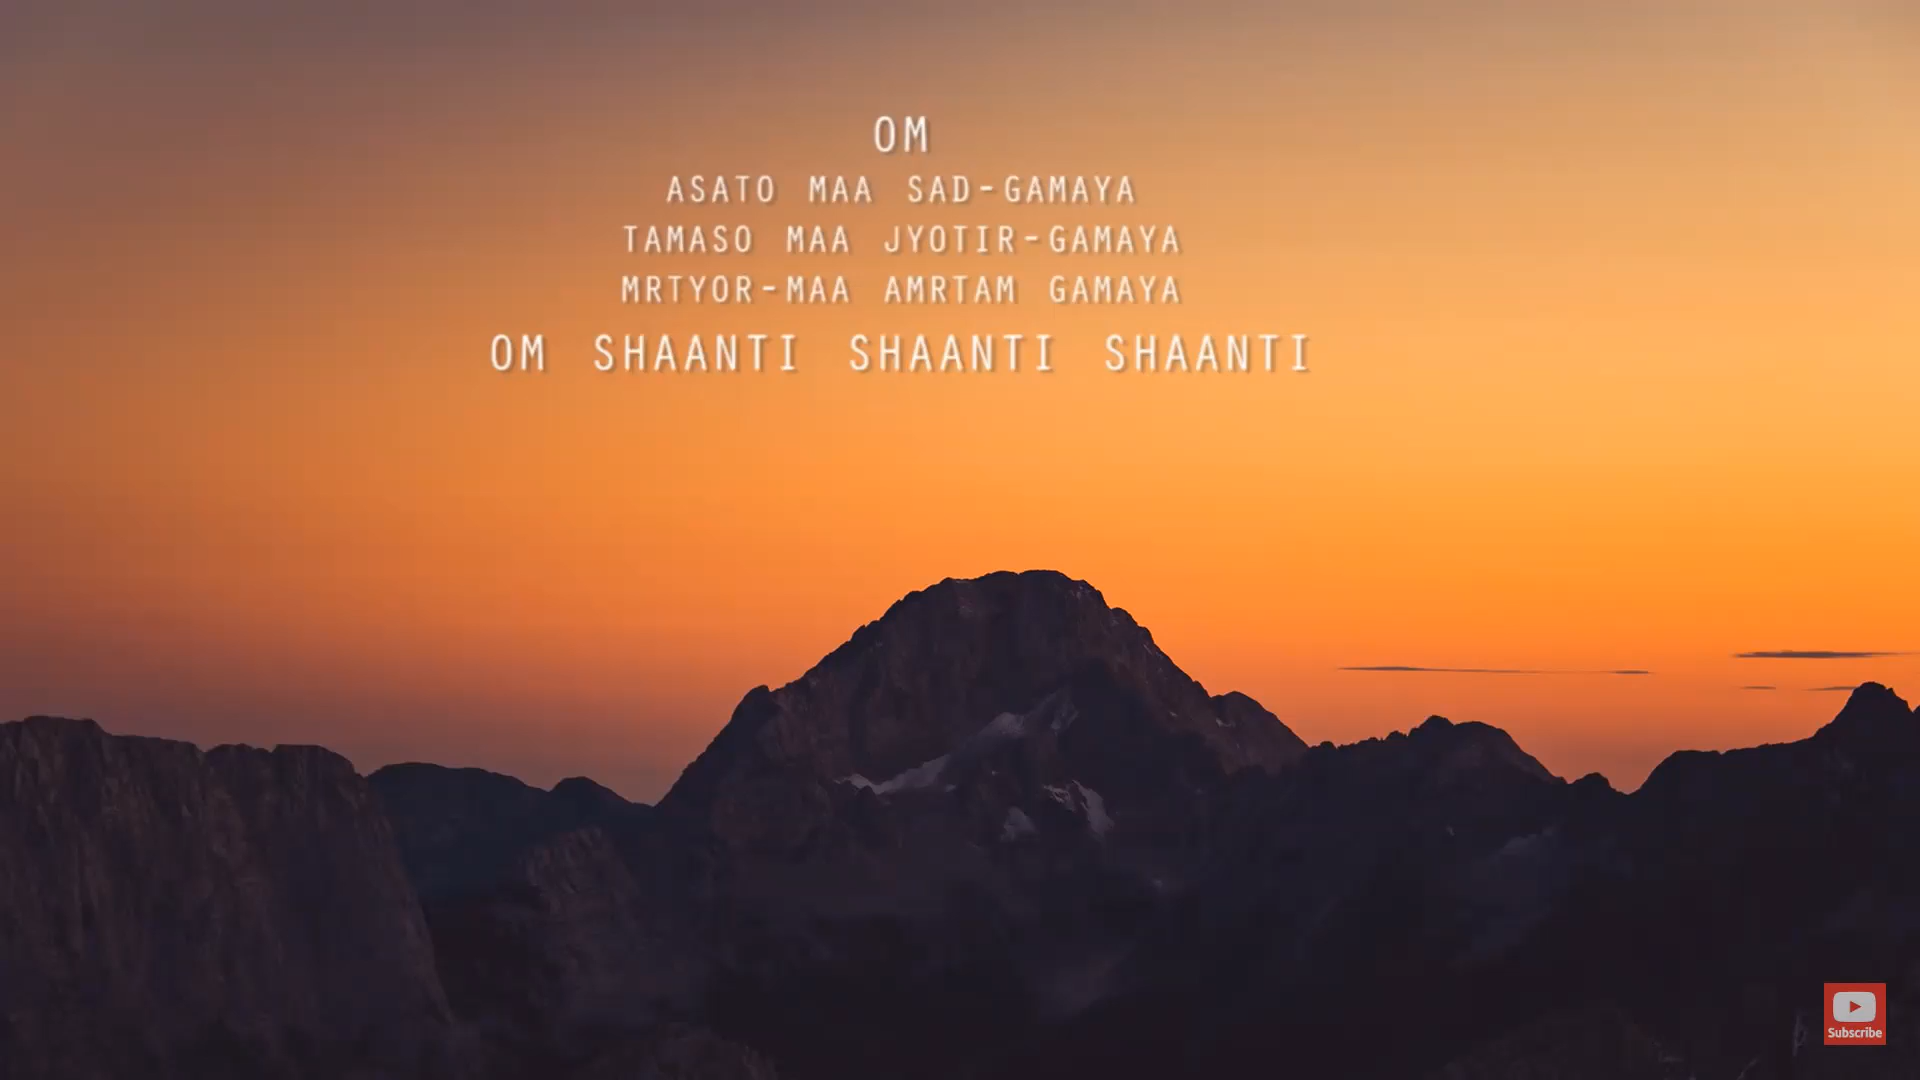 OM
ASATO MAA SAD-GAMAYA
TAMASO MAA JYOTIR-GAMAYA
MRTYOR-MAA AMRTAM GAMAYA
OM SHAANTI SHAANTI SHAANTI
Subscribe